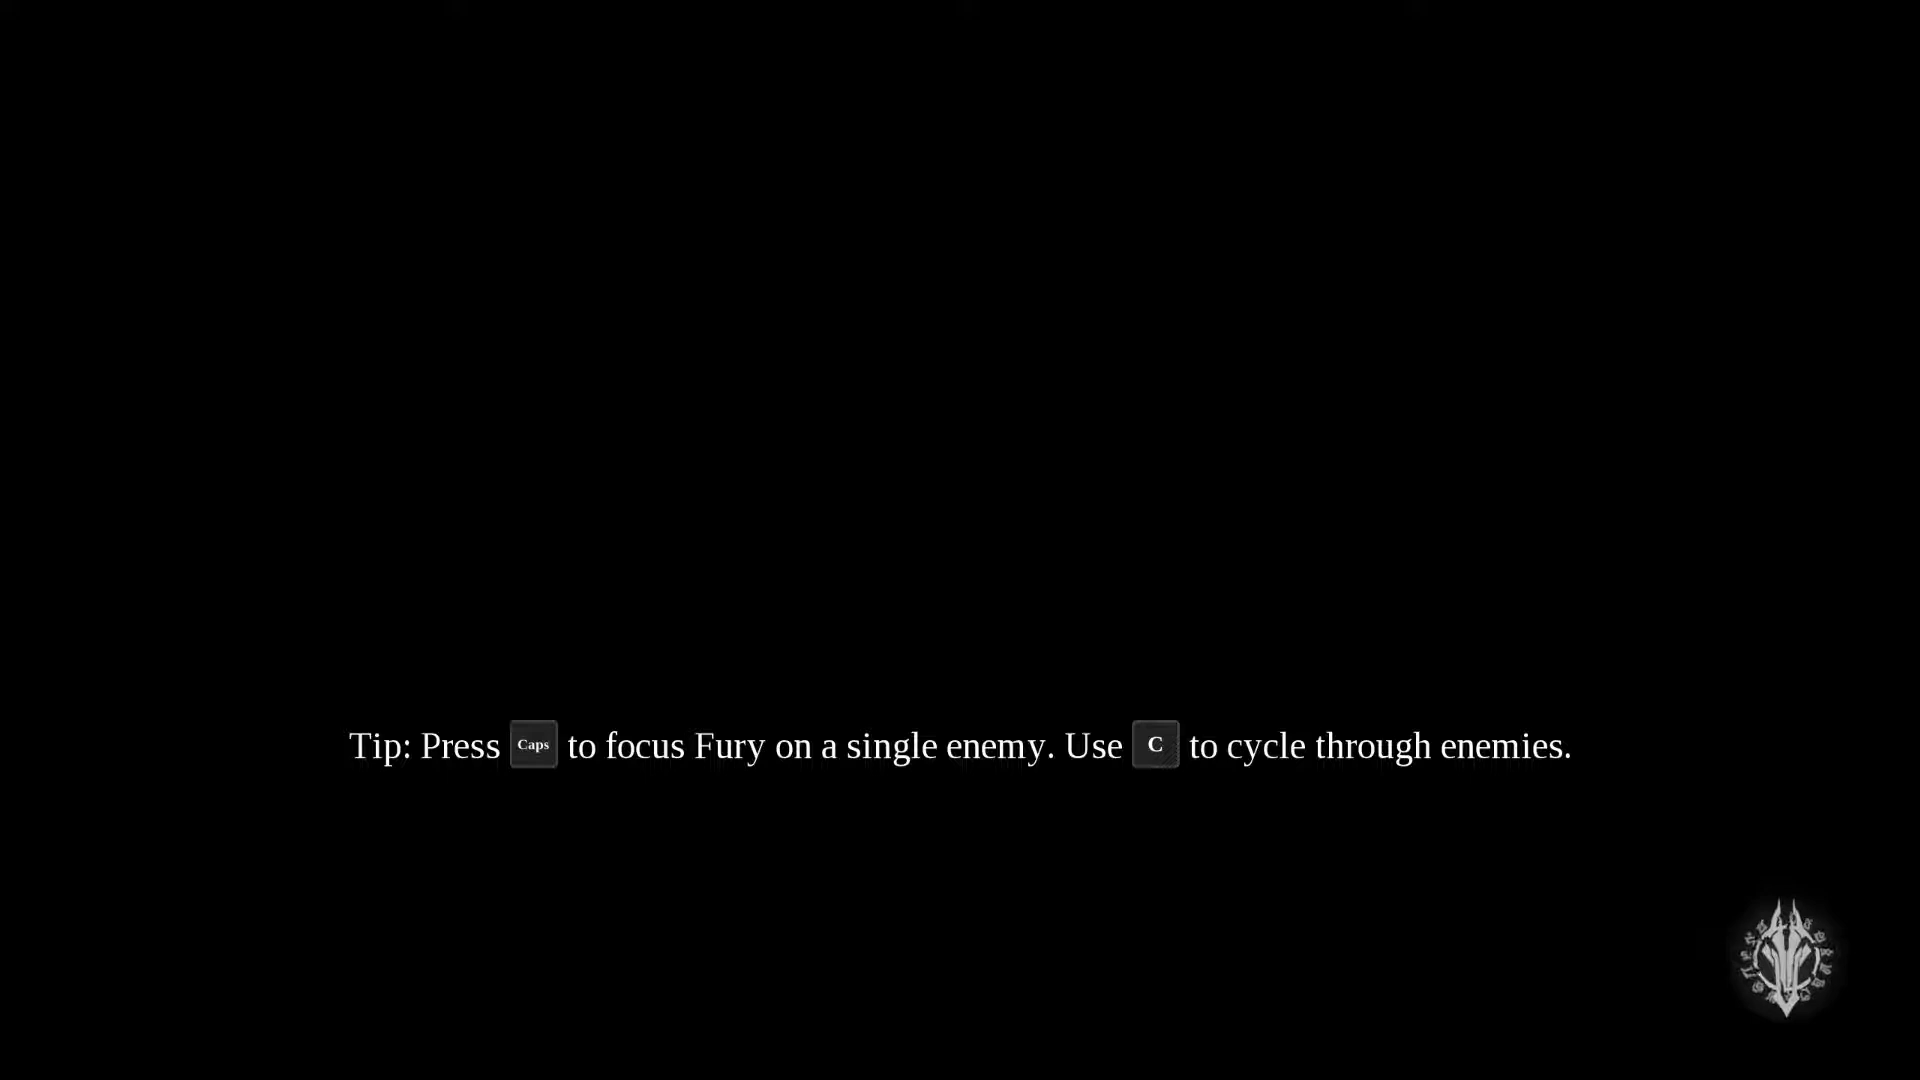 Tip: Press Caps to focus Fury on a single enemy. Use C to cycle through enemies.